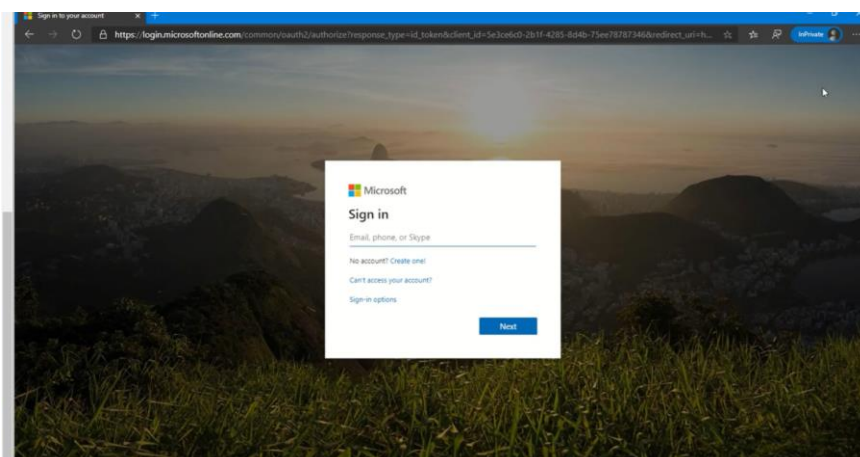 Sign in to your account
https://login.microsoftonline.com/common/oauth2/authorize?response_type=id_token&client_id=5e3ce6c0-2b1f-4285-8d4b-75ee78787346&redirect_uri=h...
InPrivate
Microsoft
Sign in
Email, phone, or Skype
No account? Create one!
Can't access your account?
Sign-in options
Next